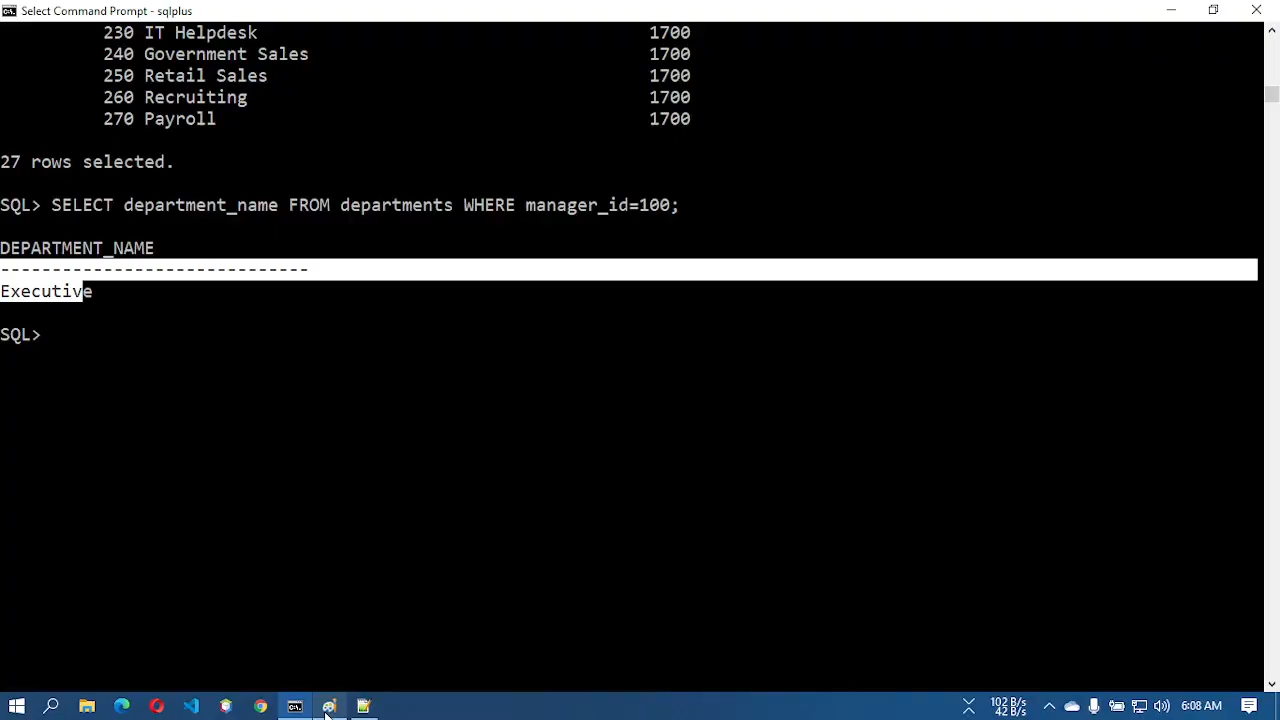 Select Command Prompt - sqlplus
230 IT Helpdesk 1700
240 Government Sales 1700
250 Retail Sales 1700
260 Recruiting 1700
270 Payroll 1700
27 rows selected.
SQL> SELECT department_name FROM departments WHERE manager_id=100;
DEPARTMENT_NAME
------------------------------
Executive
SQL>
102 B/s
42 B/s
6:08 AM